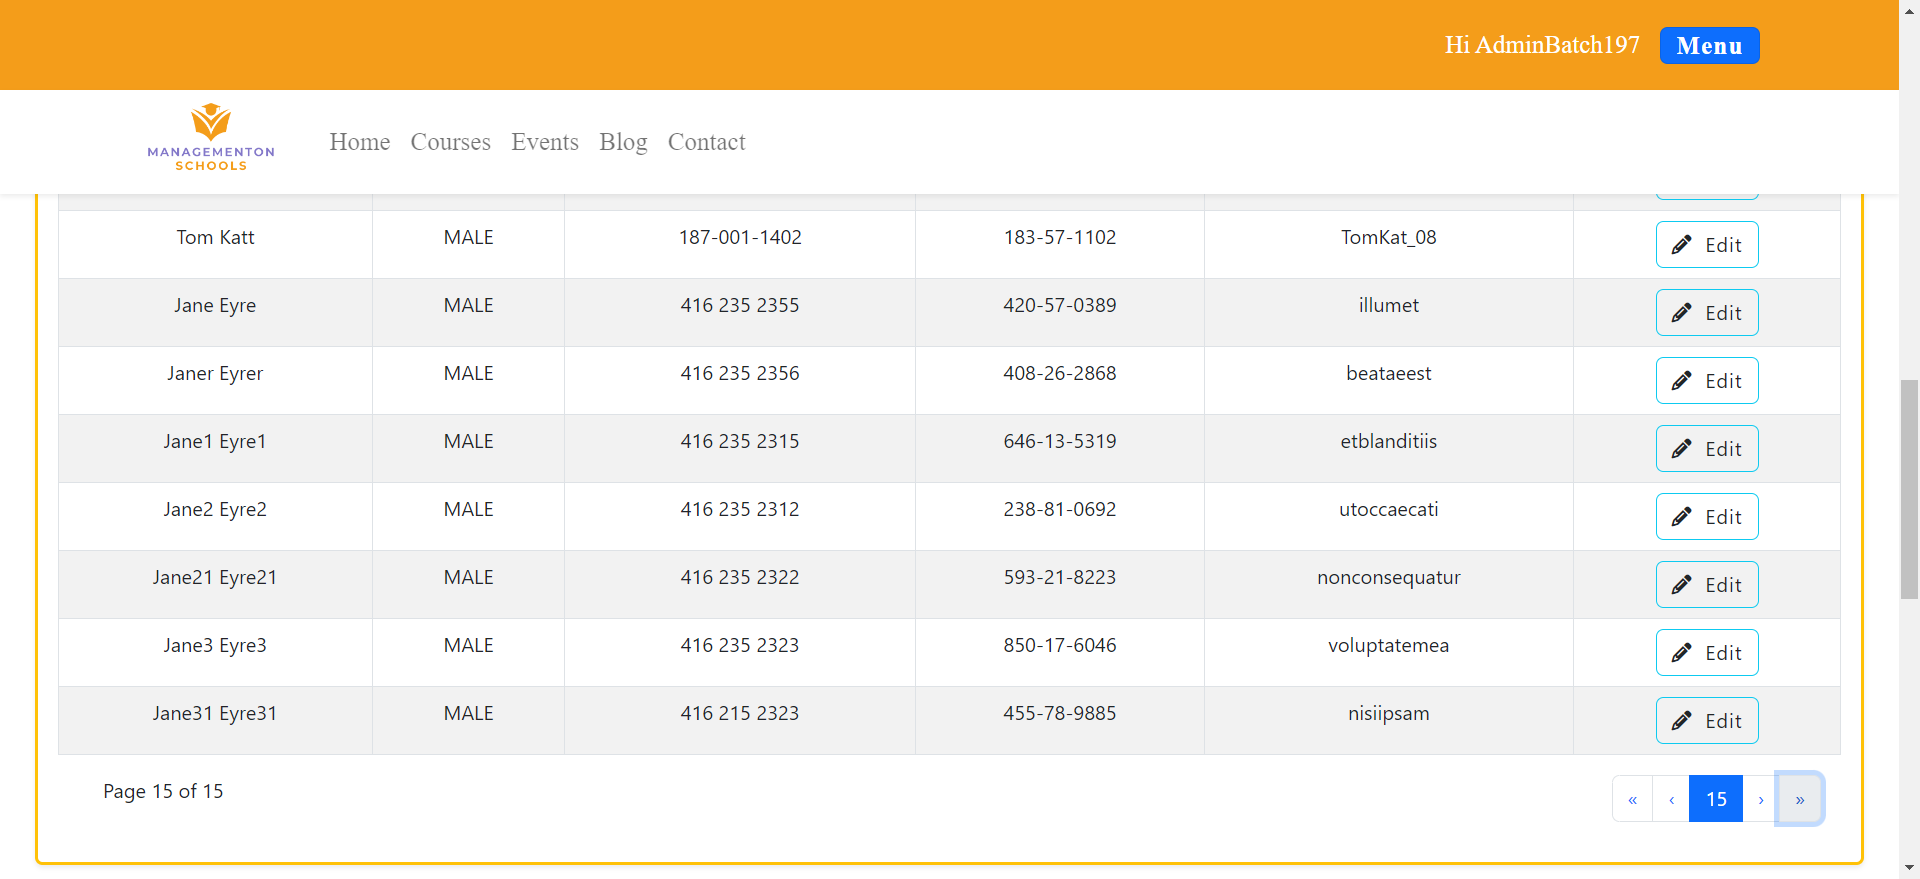 Hi AdminBatch197 Menu
MANAGEMENTON
SCHOOLS
Home Courses Events Blog Contact
Tom Katt MALE 187-001-1402 183-57-1102 TomKat_08 Edit
Jane Eyre MALE 416 235 2355 420-57-0389 illumet Edit
Janer Eyrer MALE 416 235 2356 408-26-2868 beataeest Edit
Jane1 Eyre1 MALE 416 235 2315 646-13-5319 etblanditiis Edit
Jane2 Eyre2 MALE 416 235 2312 238-81-0692 utoccaecati Edit
Jane21 Eyre21 MALE 416 235 2322 593-21-8223 nonconsequatur Edit
Jane3 Eyre3 MALE 416 235 2323 850-17-6046 voluptatemea Edit
Jane31 Eyre31 MALE 416 215 2323 455-78-9885 nisiipsam Edit
Page 15 of 15 « ‹ 15 › »